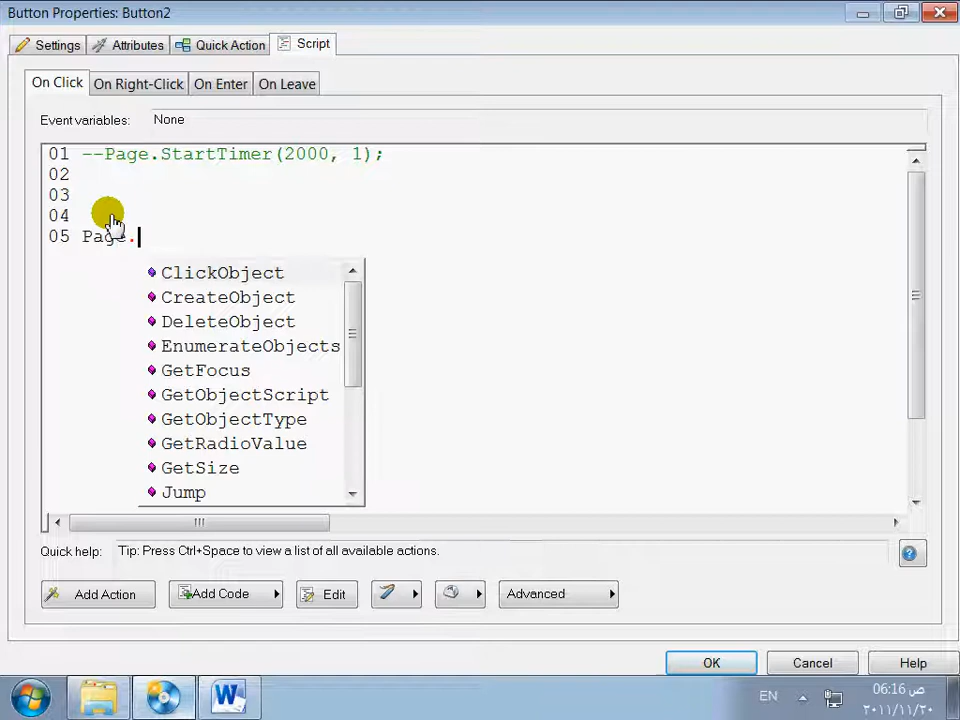 Button Properties: Button2
Settings Attributes Quick Action Script
On Click On Right-Click On Enter On Leave
Event variables: None
01 --Page.StartTimer(2000, 1);
02
03
04
05 Page.
ClickObject
CreateObject
DeleteObject
EnumerateObjects
GetFocus
GetObjectScript
GetObjectType
GetRadioValue
GetSize
Jump
Quick help: Tip: Press Ctrl+Space to view a list of all available actions.
Add Action Add Code Edit Advanced
OK Cancel Help
EN 06:16 ص
٢٠١١/١١/٢٠